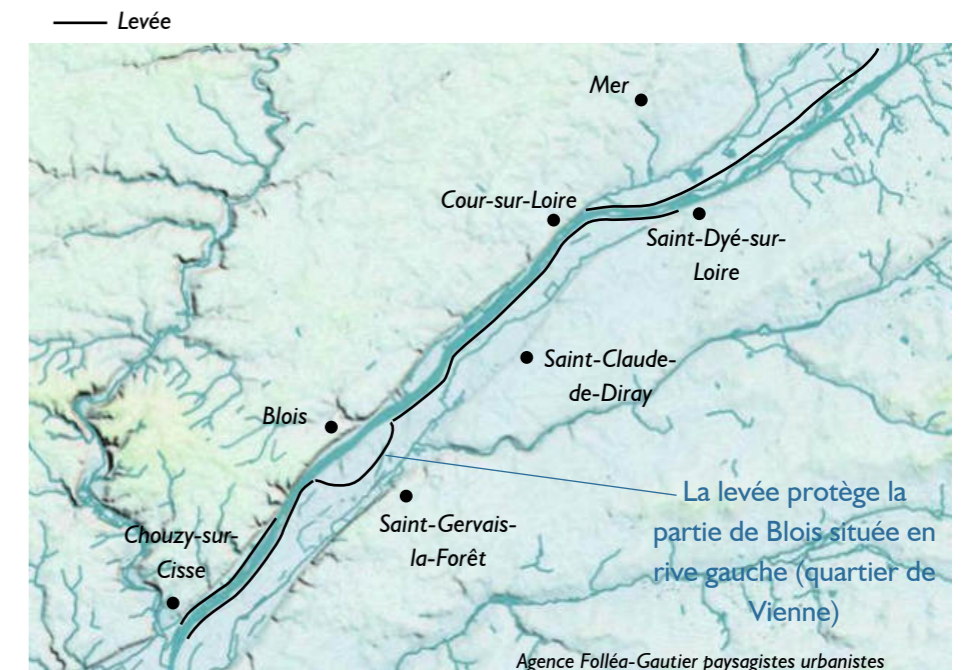 Levée
Mer
Cour-sur-Loire
Saint-Dyé-sur-
Loire
Saint-Claude-
de-Diray
Blois
Saint-Gervais-
la-Forêt
Chouzy-sur-
Cisse
La levée protège la
partie de Blois située en
rive gauche (quartier de
Vienne)
Agence Folléa-Gautier paysagistes urbanistes